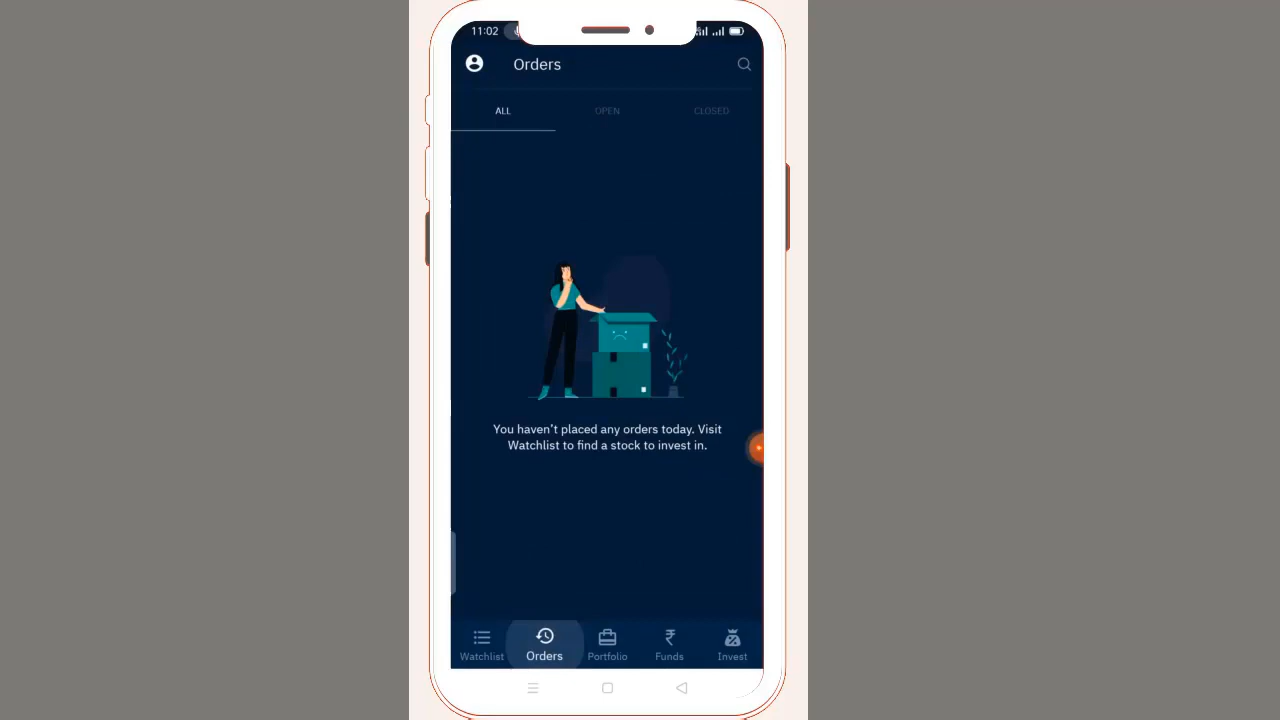 11:02
Orders
ALL OPEN CLOSED
You haven't placed any orders today. Visit
Watchlist to find a stock to invest in.
Watchlist Orders Portfolio Funds Invest